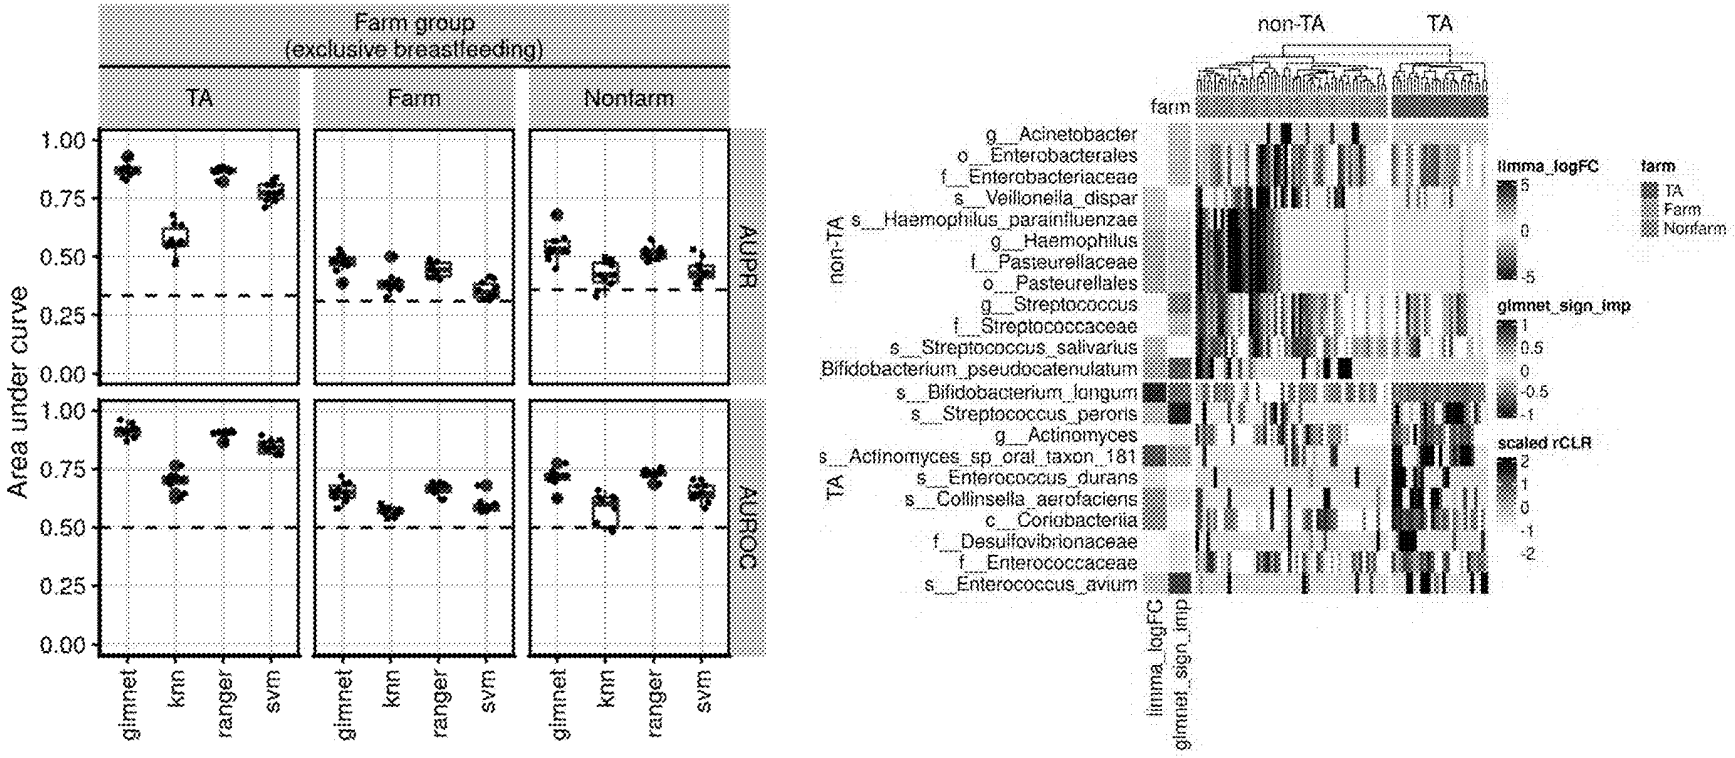 Farm group
(exclusive breastfeeding)
TA
Farm
Nonfarm
1.00
0.75
0.50
0.25
0.00
AUPR
1.00
0.75
0.50
0.25
0.00
AUROC
Area under curve
glmnet
knn
ranger
svm
glmnet
knn
ranger
svm
glmnet
knn
ranger
svm
non-TA
TA
farm
non-TA
g__Acinetobacter
o__Enterobacterales
f__Enterobacteriaceae
s__Veillonella_dispar
s__Haemophilus_parainfluenzae
g__Haemophilus
f__Pasteurellaceae
o__Pasteurellales
g__Streptococcus
f__Streptococcaceae
s__Streptococcus_salivarius
Bifidobacterium_pseudocatenulatum
TA
s__Bifidobacterium_longum
s__Streptococcus_peroris
g__Actinomyces
s__Actinomyces_sp_oral_taxon_181
s__Enterococcus_durans
s__Collinsella_aerofaciens
c__Coriobacteriia
f__Desulfovibrionaceae
f__Enterococcaceae
s__Enterococcus_avium
limma_logFC
glmnet_sign_imp
limma_logFC
5
0
-5
glmnet_sign_imp
1
0.5
0
-0.5
-1
scaled rCLR
2
1
0
-1
-2
farm
TA
Farm
Nonfarm